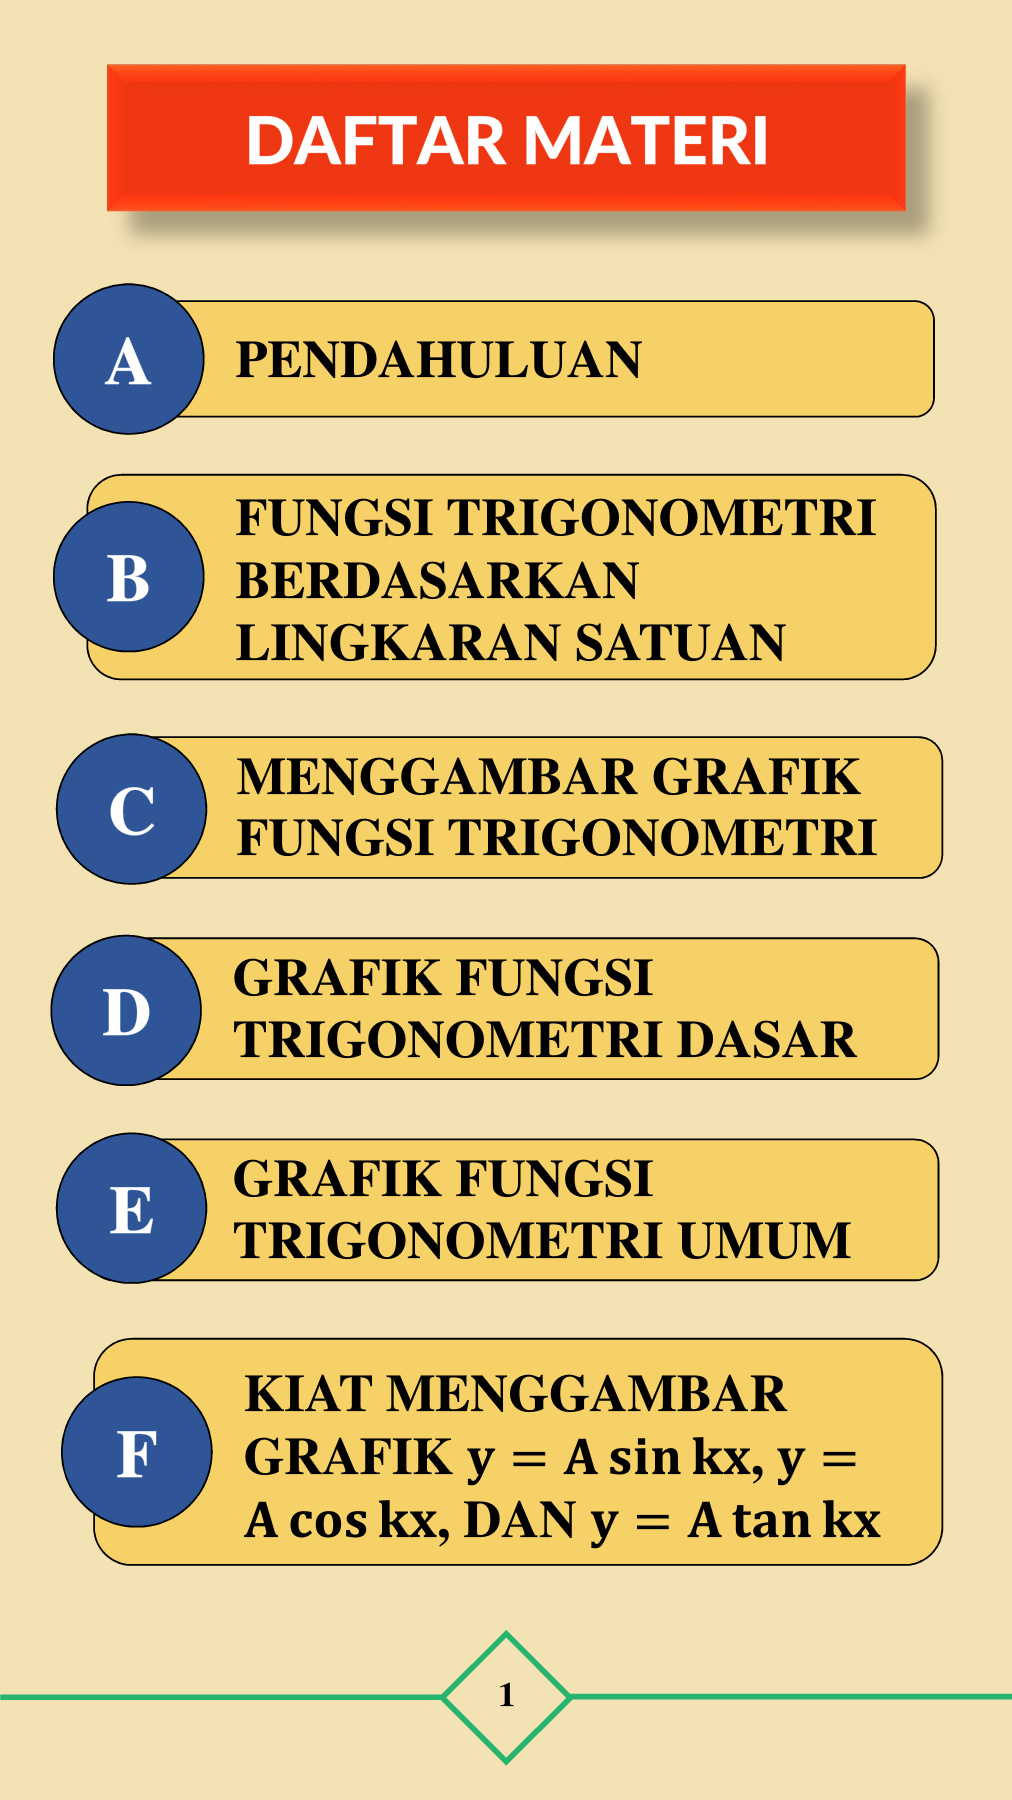 DAFTAR MATERI
A
PENDAHULUAN
B
FUNGSI TRIGONOMETRI
BERDASARKAN
LINGKARAN SATUAN
C
MENGGAMBAR GRAFIK
FUNGSI TRIGONOMETRI
D
GRAFIK FUNGSI
TRIGONOMETRI DASAR
E
GRAFIK FUNGSI
TRIGONOMETRI UMUM
F
KIAT MENGGAMBAR
GRAFIK y = A sin kx, y =
A cos kx, DAN y = A tan kx
1